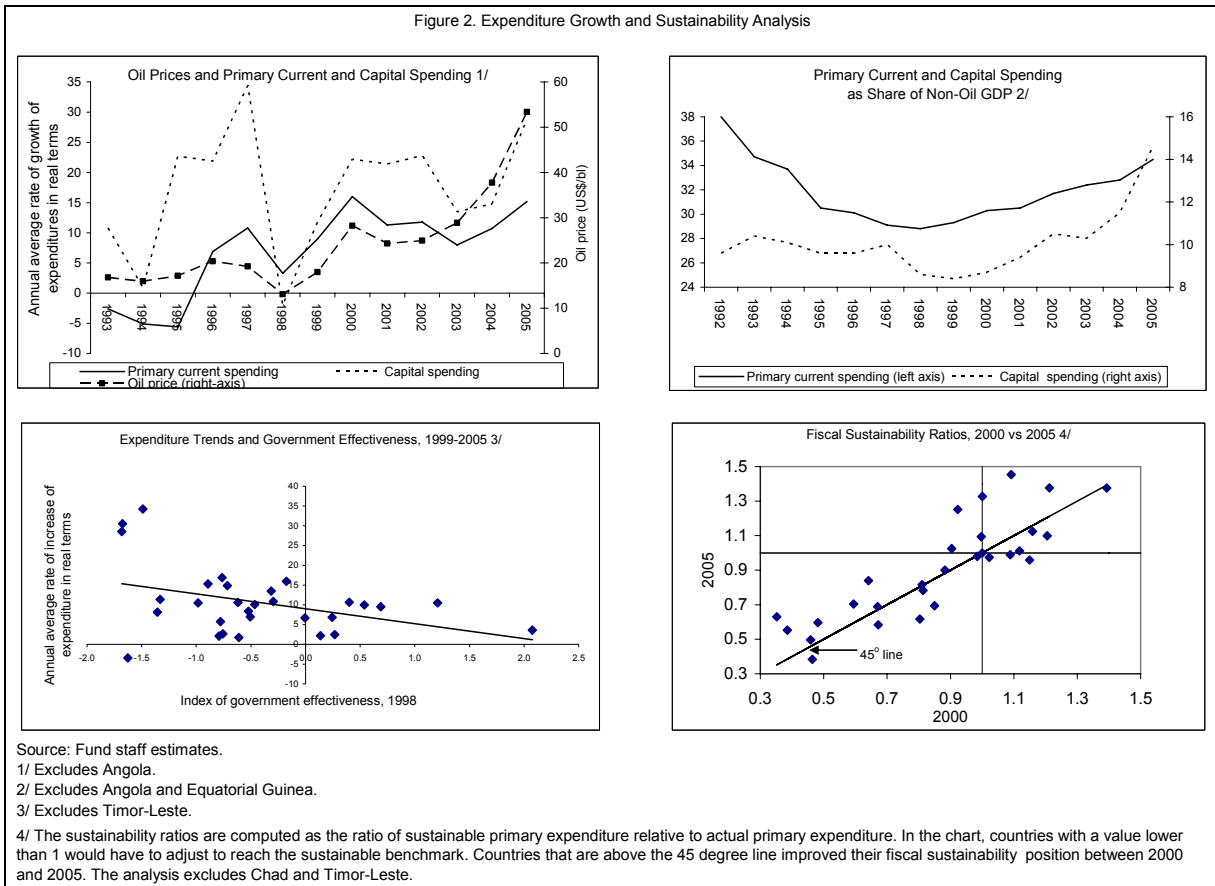 Figure 2. Expenditure Growth and Sustainability Analysis
Oil Prices and Primary Current and Capital Spending 1/
Annual average rate of growth of
expenditures in real terms
35
30
25
20
15
10
5
0
-5
-10
60
50
40
30
20
10
0
Oil price (US$/bl)
1993
1994
1995
1996
1997
1998
1999
2000
2001
2002
2003
2004
2005
Primary current spending
Capital spending
Oil price (right-axis)
Primary Current and Capital Spending
as Share of Non-Oil GDP 2/
38
36
34
32
30
28
26
24
16
14
12
10
8
1992
1993
1994
1995
1996
1997
1998
1999
2000
2001
2002
2003
2004
2005
Primary current spending (left axis)
Capital spending (right axis)
Expenditure Trends and Government Effectiveness, 1999-2005 3/
Annual average rate of increase of
expenditure in real terms
40
35
30
25
20
15
10
5
0
-5
-10
-2.0 -1.5 -1.0 -0.5 0.0 0.5 1.0 1.5 2.0 2.5
Index of government effectiveness, 1998
Fiscal Sustainability Ratios, 2000 vs 2005 4/
2005
1.5
1.3
1.1
0.9
0.7
0.5
0.3
45o line
0.3 0.5 0.7 0.9 1.1 1.3 1.5
2000
Source: Fund staff estimates.
1/ Excludes Angola.
2/ Excludes Angola and Equatorial Guinea.
3/ Excludes Timor-Leste.
4/ The sustainability ratios are computed as the ratio of sustainable primary expenditure relative to actual primary expenditure. In the chart, countries with a value lower
than 1 would have to adjust to reach the sustainable benchmark. Countries that are above the 45 degree line improved their fiscal sustainability position between 2000
and 2005. The analysis excludes Chad and Timor-Leste.